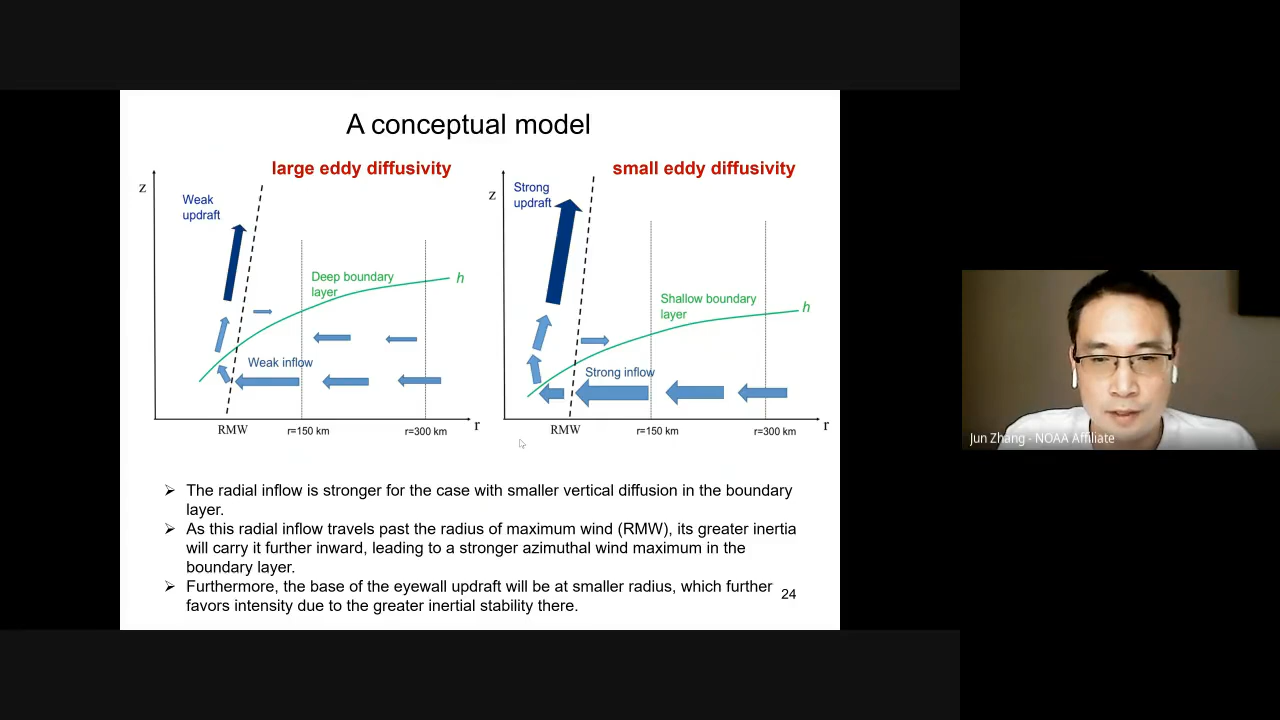 A conceptual model
large eddy diffusivity
z
Weak
updraft
Deep boundary
layer
h
Weak inflow
RMW
r=150 km
r=300 km
r
small eddy diffusivity
z
Strong
updraft
Shallow boundary
layer
h
Strong inflow
RMW
r=150 km
r=300 km
r
➢ The radial inflow is stronger for the case with smaller vertical diffusion in the boundary
layer.
➢ As this radial inflow travels past the radius of maximum wind (RMW), its greater inertia
will carry it further inward, leading to a stronger azimuthal wind maximum in the
boundary layer.
➢ Furthermore, the base of the eyewall updraft will be at smaller radius, which further
favors intensity due to the greater inertial stability there.
24
Jun Zhang - NOAA Affiliate